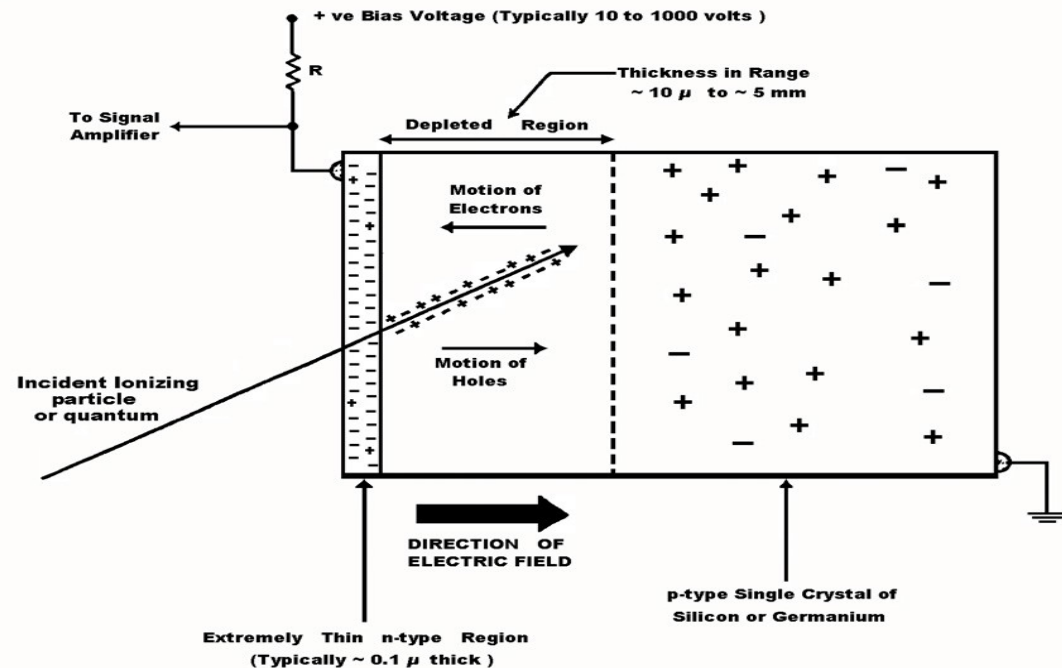 + ve Bias Voltage (Typically 10 to 1000 volts )
R
Thickness in Range
~ 10 µ to ~ 5 mm
To Signal
Amplifier
Depleted Region
Motion of
Electrons
Motion of
Holes
Incident Ionizing
particle
or quantum
DIRECTION OF
ELECTRIC FIELD
p-type Single Crystal of
Silicon or Germanium
Extremely Thin n-type Region
(Typically ~ 0.1 µ thick )